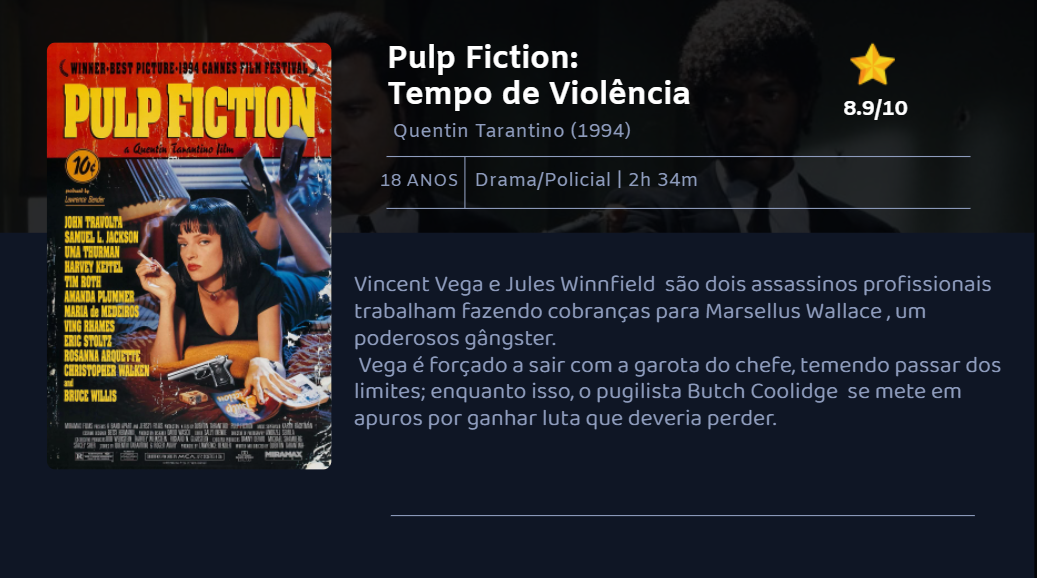 WINNER-BEST PICTURE-1994 CANNES FILM FESTIVAL
PULP FICTION
a Quentin Tarantino film
10¢
produced by
Lawrence Bender
JOHN TRAVOLTA
SAMUEL L. JACKSON
UMA THURMAN
HARVEY KEITEL
TIM ROTH
AMANDA PLUMMER
MARIA de MEDEIROS
VING RHAMES
ERIC STOLTZ
ROSANNA ARQUETTE
CHRISTOPHER WALKEN
and
BRUCE WILLIS
R
MIRAMAX
Pulp Fiction:
Tempo de Violência
Quentin Tarantino (1994)
8.9/10
18 ANOS
Drama/Policial | 2h 34m
Vincent Vega e Jules Winnfield  são dois assassinos profissionais
trabalham fazendo cobranças para Marsellus Wallace , um
poderosos gângster.
Vega é forçado a sair com a garota do chefe, temendo passar dos
limites; enquanto isso, o pugilista Butch Coolidge  se mete em
apuros por ganhar luta que deveria perder.